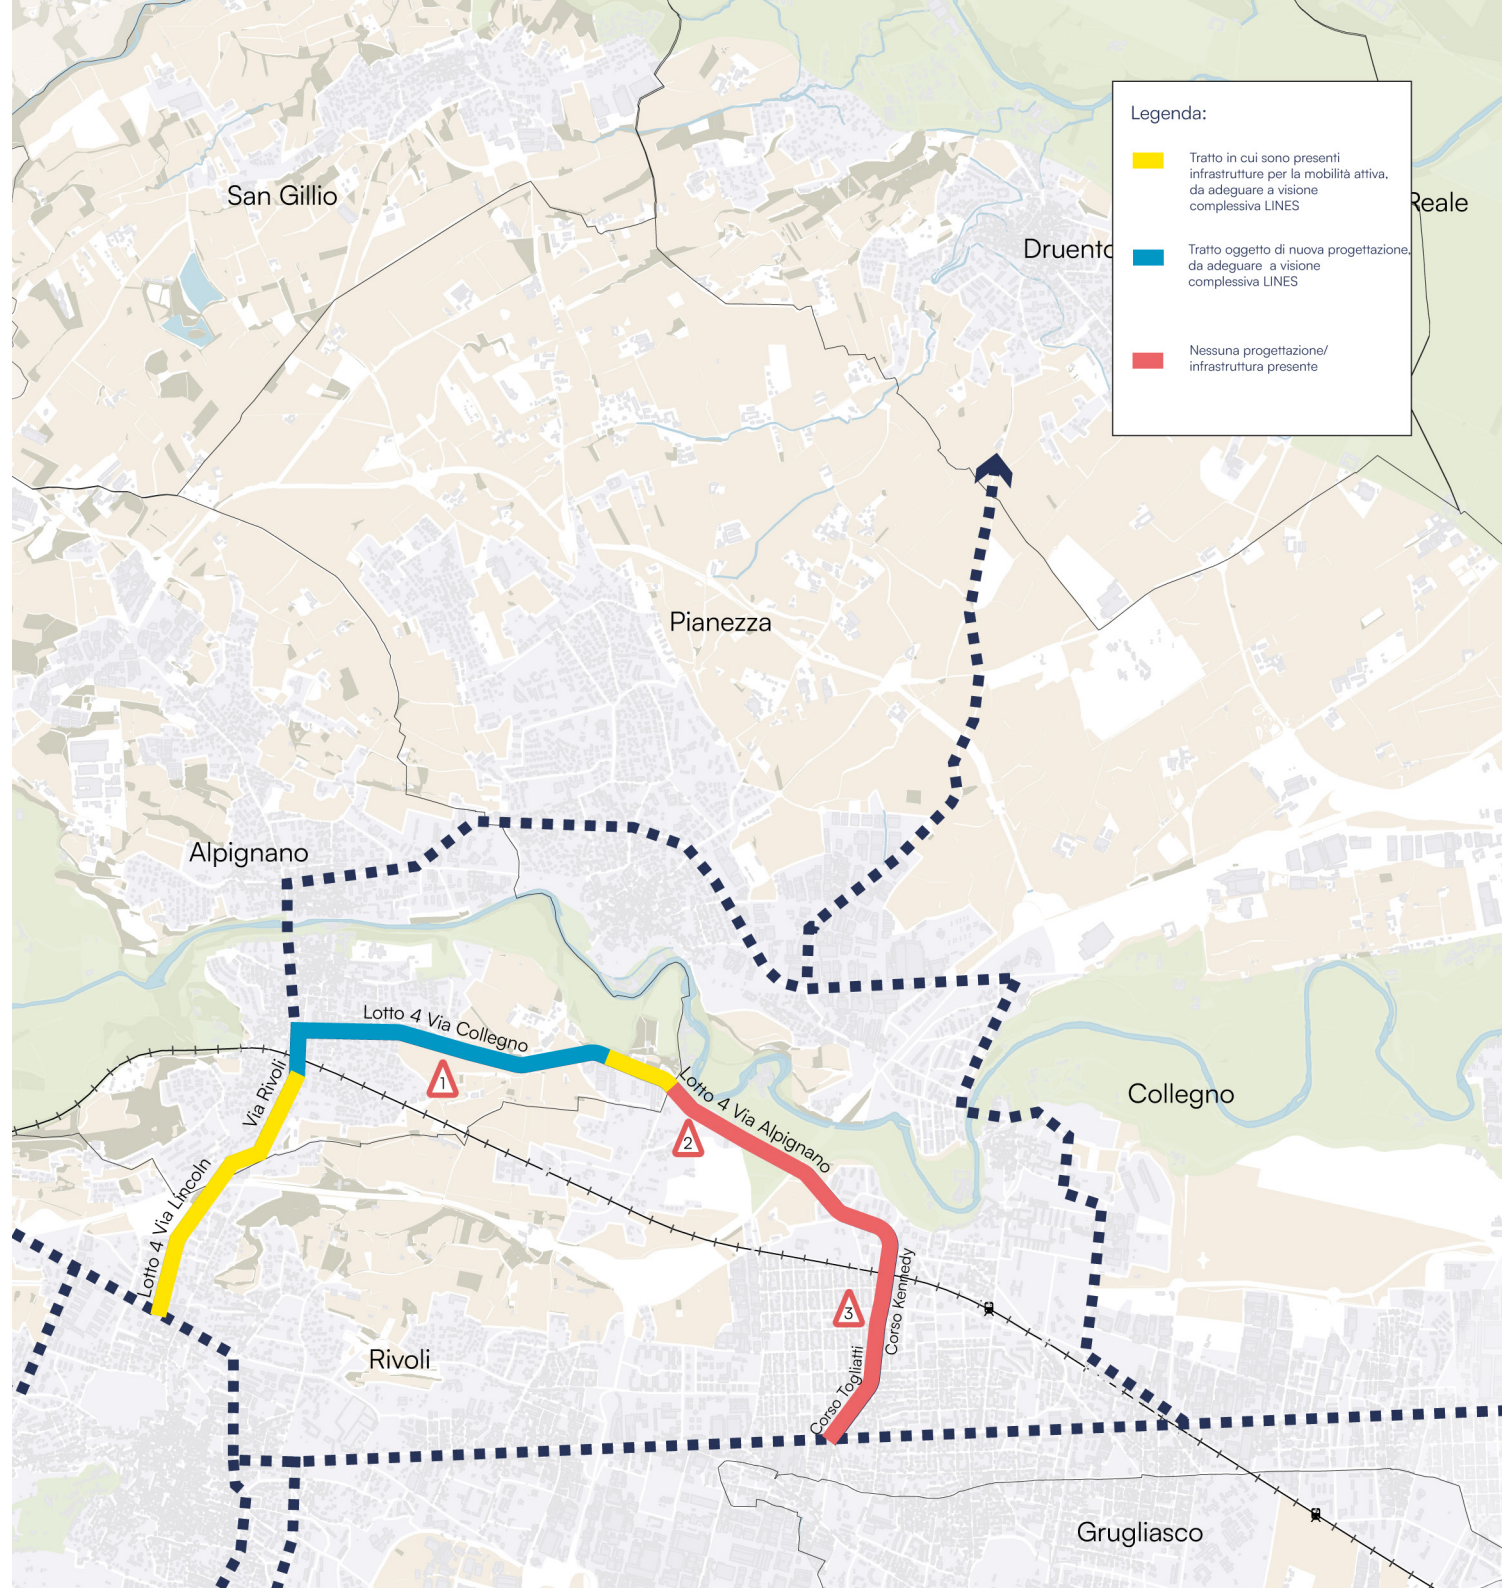 Legenda:
Tratto in cui sono presenti
infrastrutture per la mobilità attiva,
da adeguare a visione
complessiva LINES
Reale
San Gillio
Druento
Tratto oggetto di nuova progettazione,
da adeguare a visione
complessiva LINES
Nessuna progettazione/
infrastruttura presente
Pianezza
Alpignano
Lotto 4 Via Collegno
1
Via Rivoli
Lotto 4 Via Alpignano
2
Collegno
Lotto 4 Via Lincoln
3
Corso Kennedy
Rivoli
Corso Togliatti
Grugliasco